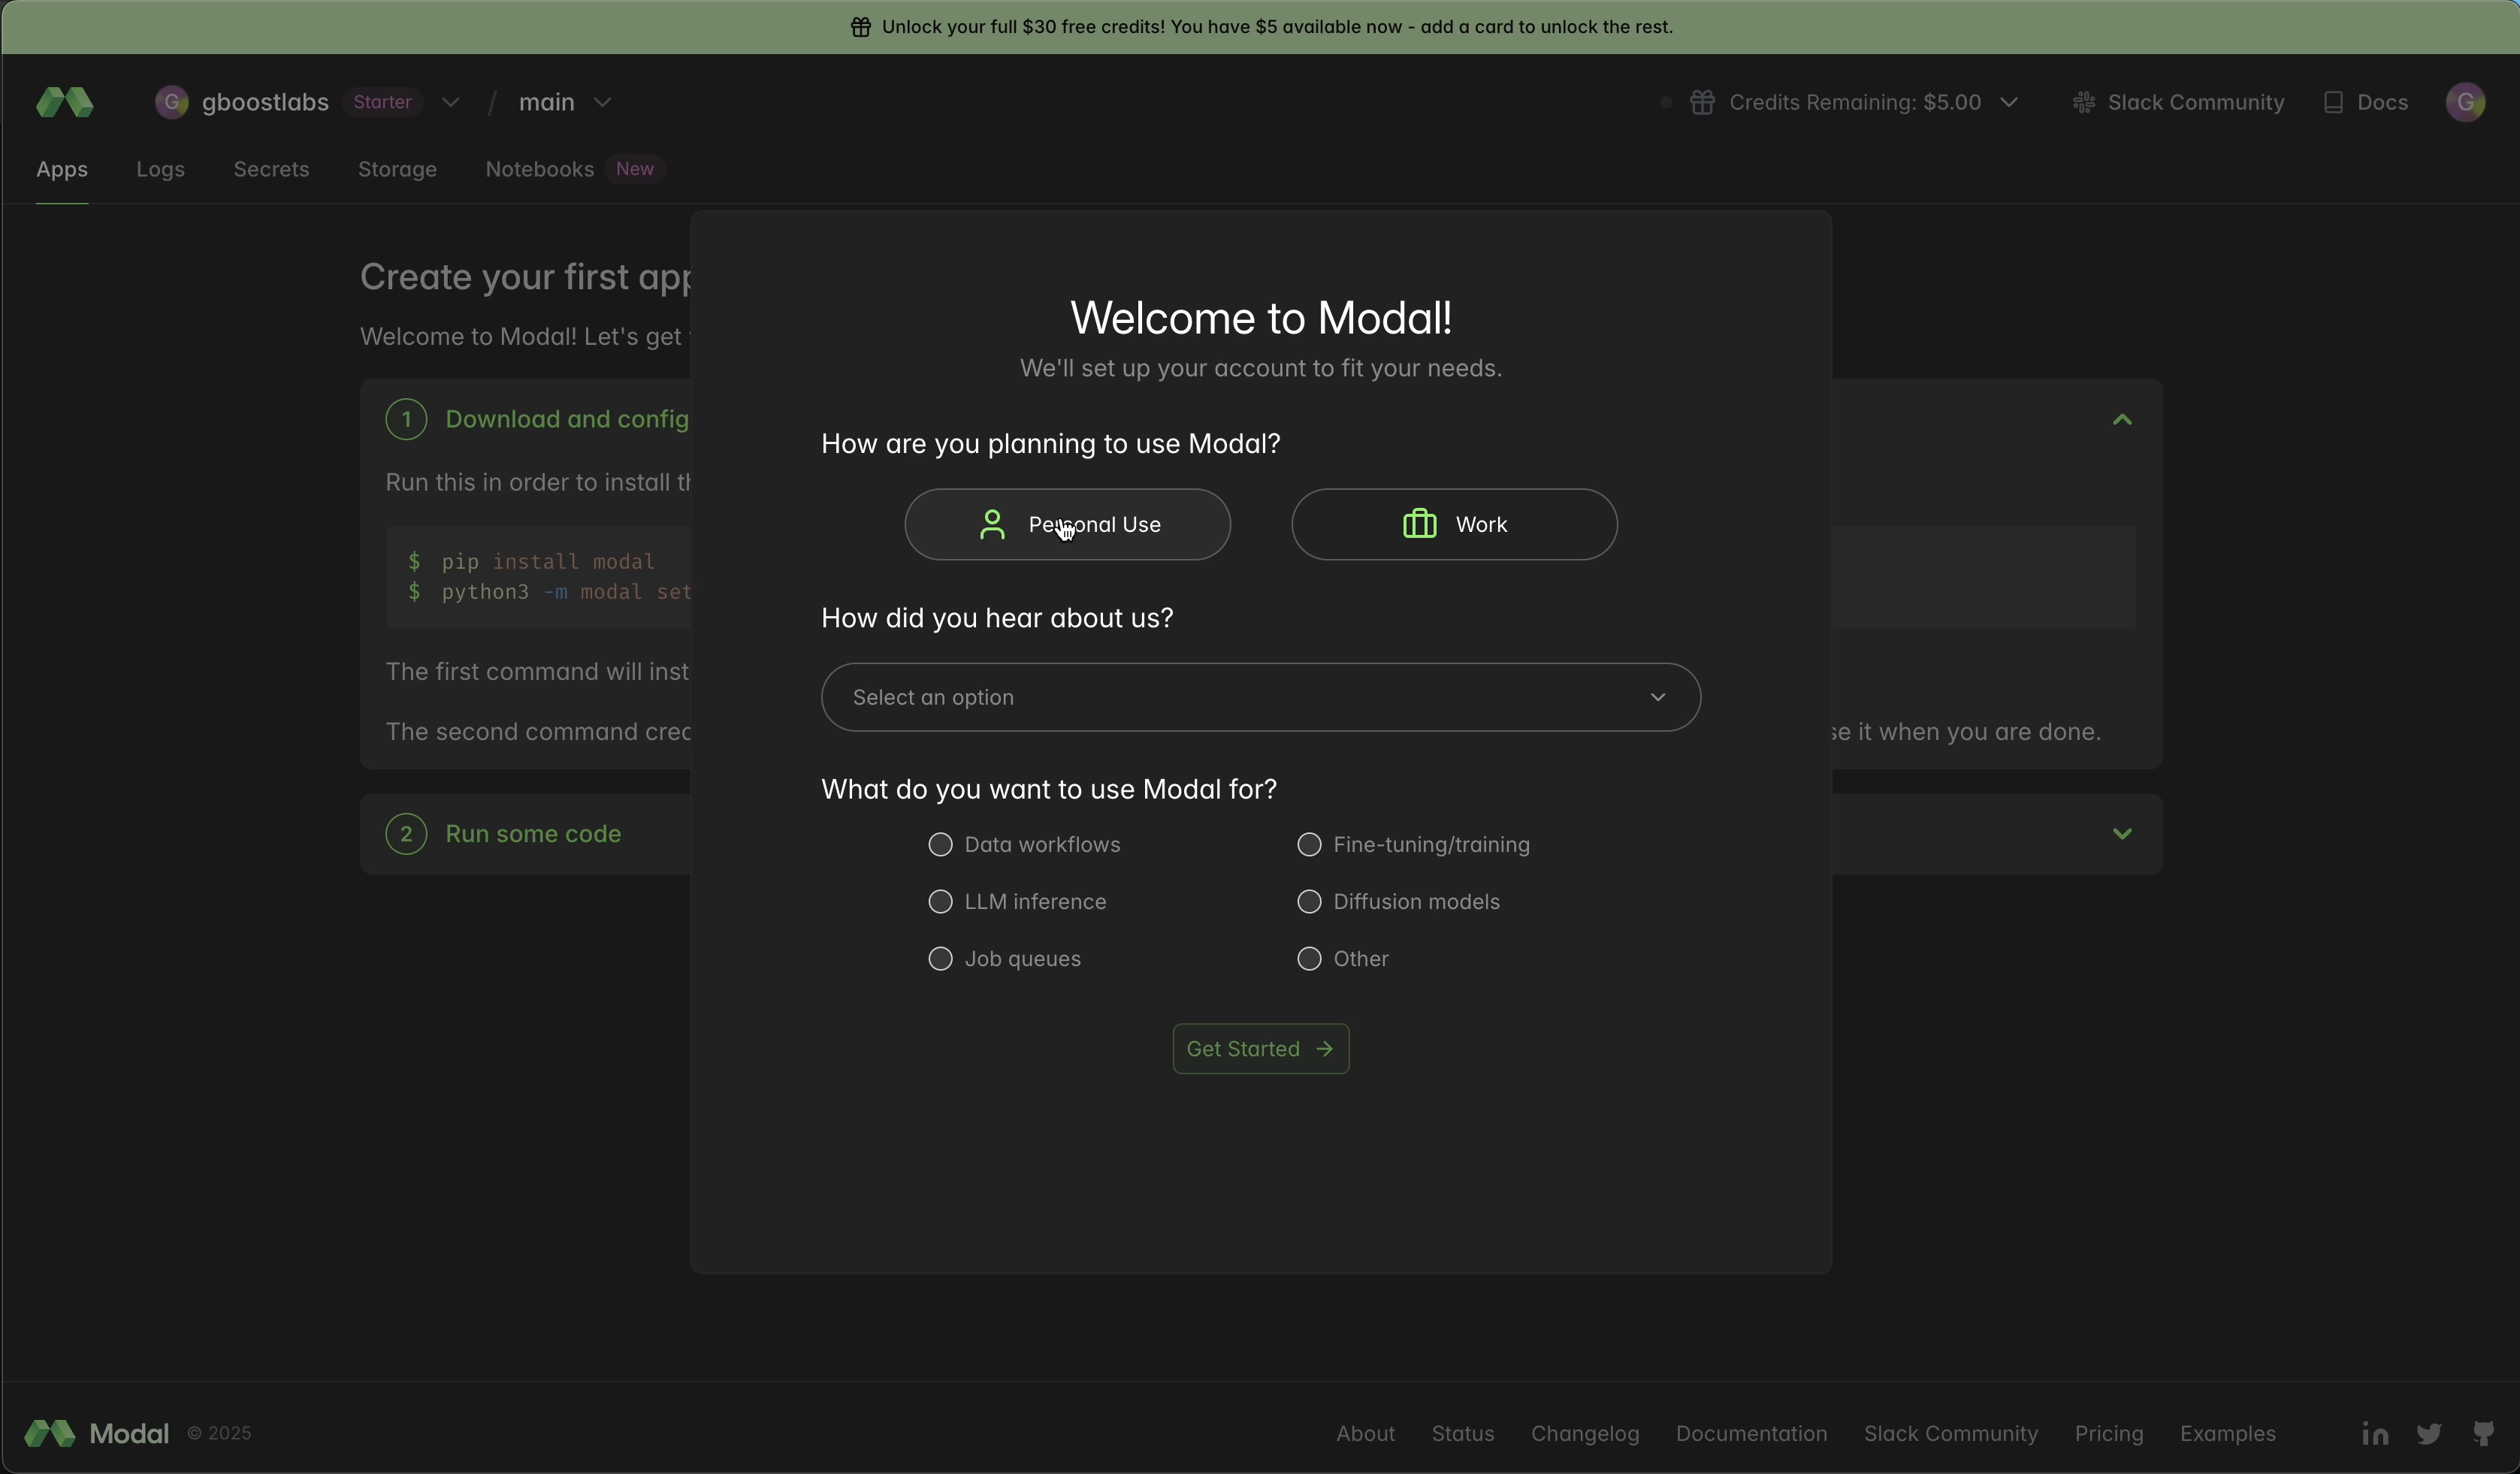 Unlock your full $30 free credits! You have $5 available now - add a card to unlock the rest.
G gboostlabs Starter / main
Credits Remaining: $5.00 Slack Community Docs G
Apps Logs Secrets Storage Notebooks New
Create your first app
Welcome to Modal! Let's get
1 Download and config
Run this in order to install th
$ pip install modal
$ python3 -m modal set
The first command will inst
The second command crea
se it when you are done.
2 Run some code
Welcome to Modal!
We'll set up your account to fit your needs.
How are you planning to use Modal?
Personal Use Work
How did you hear about us?
Select an option
What do you want to use Modal for?
Data workflows Fine-tuning/training
LLM inference Diffusion models
Job queues Other
Get Started
Modal © 2025
About Status Changelog Documentation Slack Community Pricing Examples